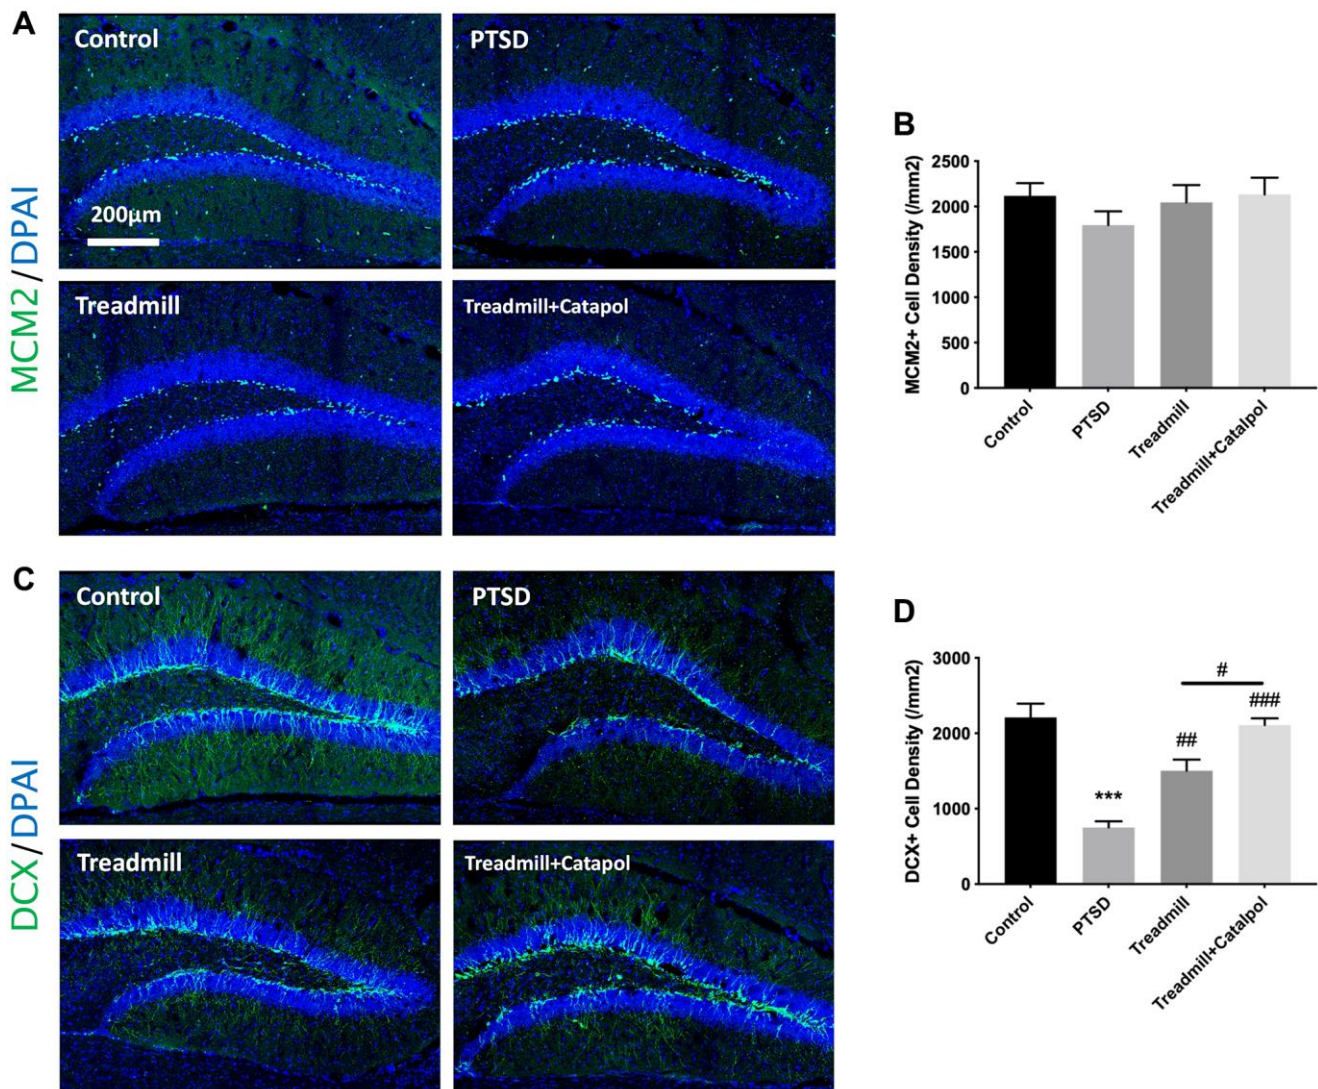 A
MCM2/DPAI
Control
200μm
PTSD
Treadmill
Treadmill+Catapol
B
MCM2+ Cell Density (/mm2)
2500
2000
1500
1000
500
0
Control
PTSD
Treadmill
Treadmill+Catalpol
C
DCX/DPAI
Control
PTSD
Treadmill
Treadmill+Catapol
D
DCX+ Cell Density (/mm2)
3000
2000
1000
0
***
##
#
###
Control
PTSD
Treadmill
Treadmill+Catalpol